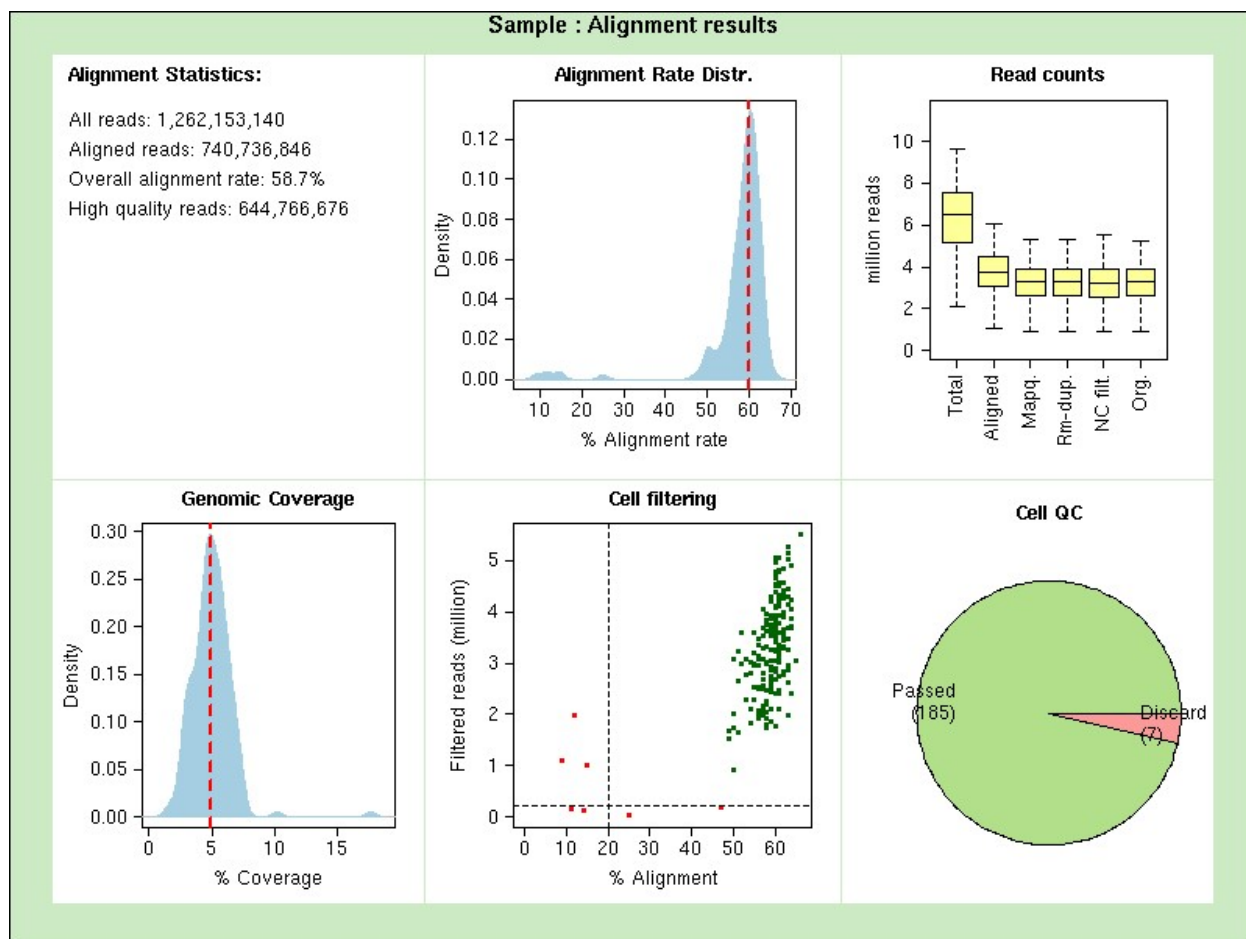 Sample : Alignment results
Alignment Statistics:
All reads: 1,262,153,140
Aligned reads: 740,736,846
Overall alignment rate: 58.7%
High quality reads: 644,766,676
Alignment Rate Distr.
Density
0.12
0.10
0.08
0.06
0.04
0.02
0.00
10 20 30 40 50 60 70
% Alignment rate
Read counts
million reads
10
8
6
4
2
0
Total
Aligned
Mapq.
Rm-dup.
NC filt.
Org.
Genomic Coverage
Density
0.30
0.25
0.20
0.15
0.10
0.05
0.00
0 5 10 15
% Coverage
Cell filtering
Filtered reads (million)
5
4
3
2
1
0
0 10 20 30 40 50 60
% Alignment
Cell QC
Passed
(185)
Discard
(7)